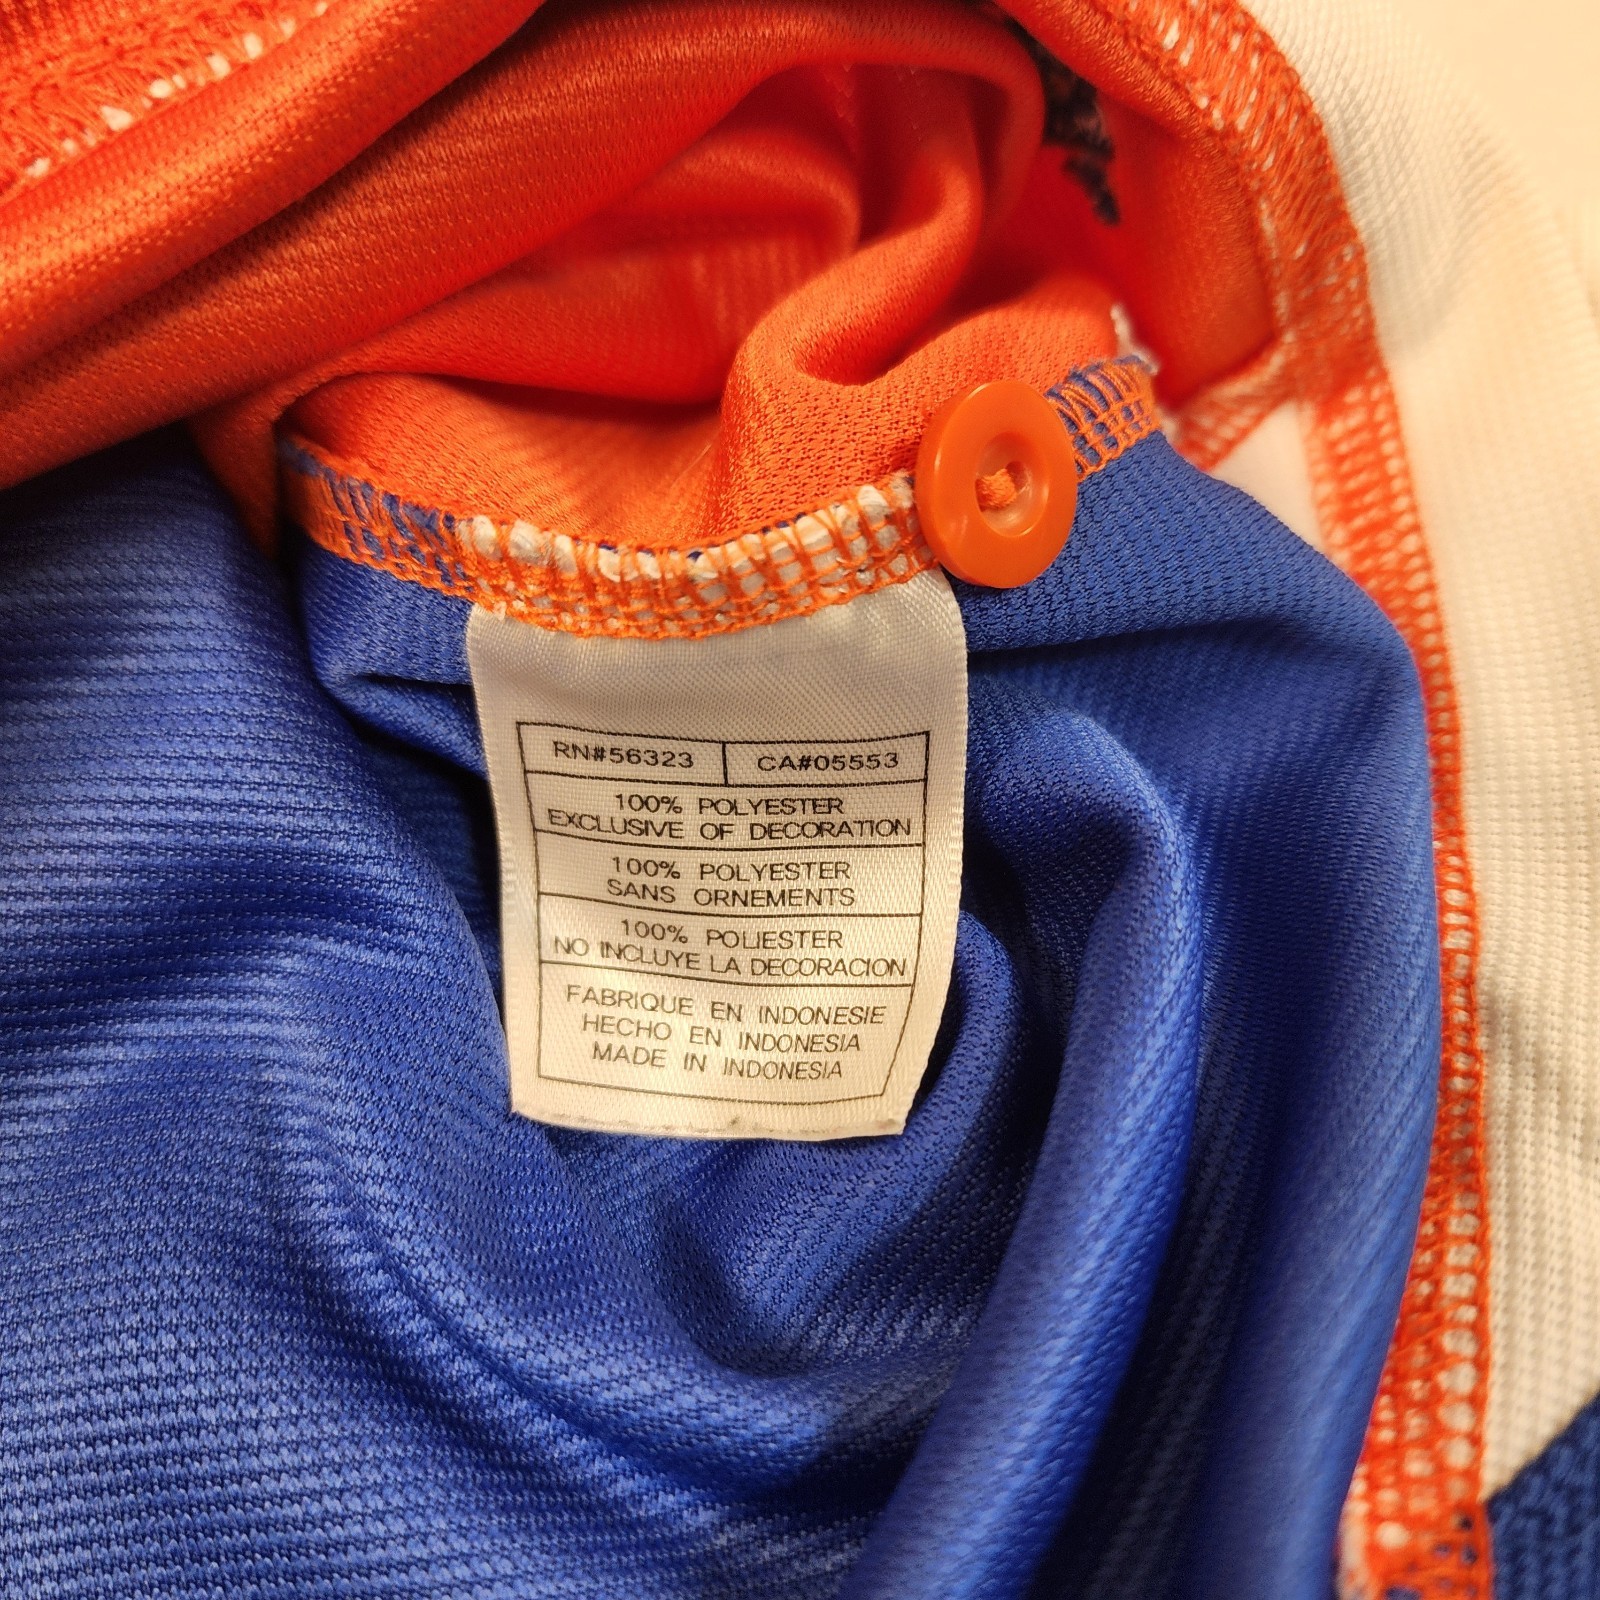 RN#56323 CA#05553
100% POLYESTER
EXCLUSIVE OF DECORATION
100% POLYESTER
SANS ORNEMENTS
100% POLIESTER
NO INCLUYE LA DECORACION
FABRIQUE EN INDONESIE
HECHO EN INDONESIA
MADE IN INDONESIA